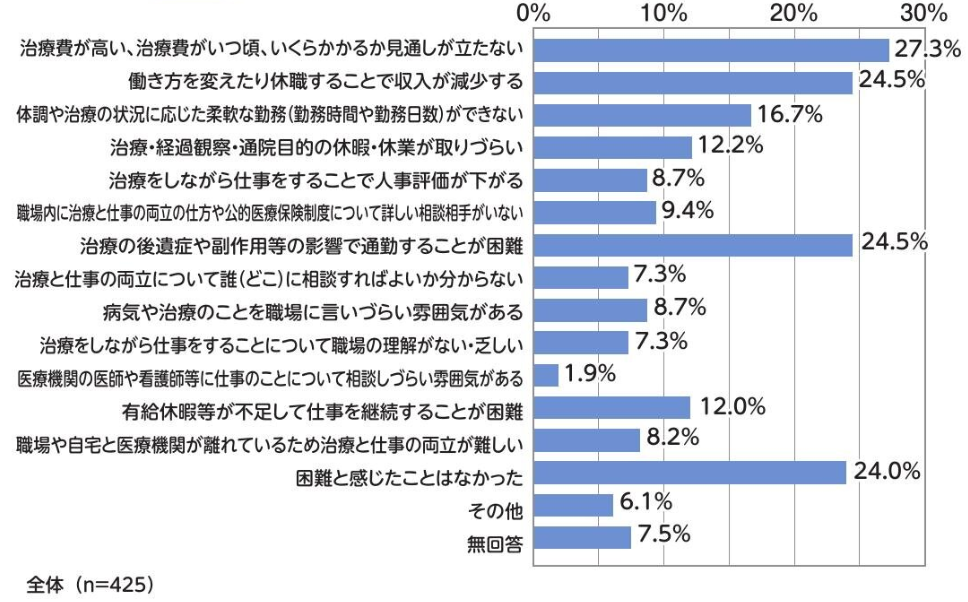 0% 10% 20% 30%
治療費が高い、治療費がいつ頃、いくらかかるか見通しが立たない 27.3%
働き方を変えたり休職することで収入が減少する 24.5%
体調や治療の状況に応じた柔軟な勤務(勤務時間や勤務日数)ができない 16.7%
治療・経過観察・通院目的の休暇・休業が取りづらい 12.2%
治療をしながら仕事をすることで人事評価が下がる 8.7%
職場内に治療と仕事の両立の仕方や公的医療保険制度について詳しい相談相手がいない 9.4%
治療の後遺症や副作用等の影響で通勤することが困難 24.5%
治療と仕事の両立について誰(どこ)に相談すればよいか分からない 7.3%
病気や治療のことを職場に言いづらい雰囲気がある 8.7%
治療をしながら仕事をすることについて職場の理解がない・乏しい 7.3%
医療機関の医師や看護師等に仕事のことについて相談しづらい雰囲気がある 1.9%
有給休暇等が不足して仕事を継続することが困難 12.0%
職場や自宅と医療機関が離れているため治療と仕事の両立が難しい 8.2%
困難と感じたことはなかった 24.0%
その他 6.1%
無回答 7.5%
全体(n=425)